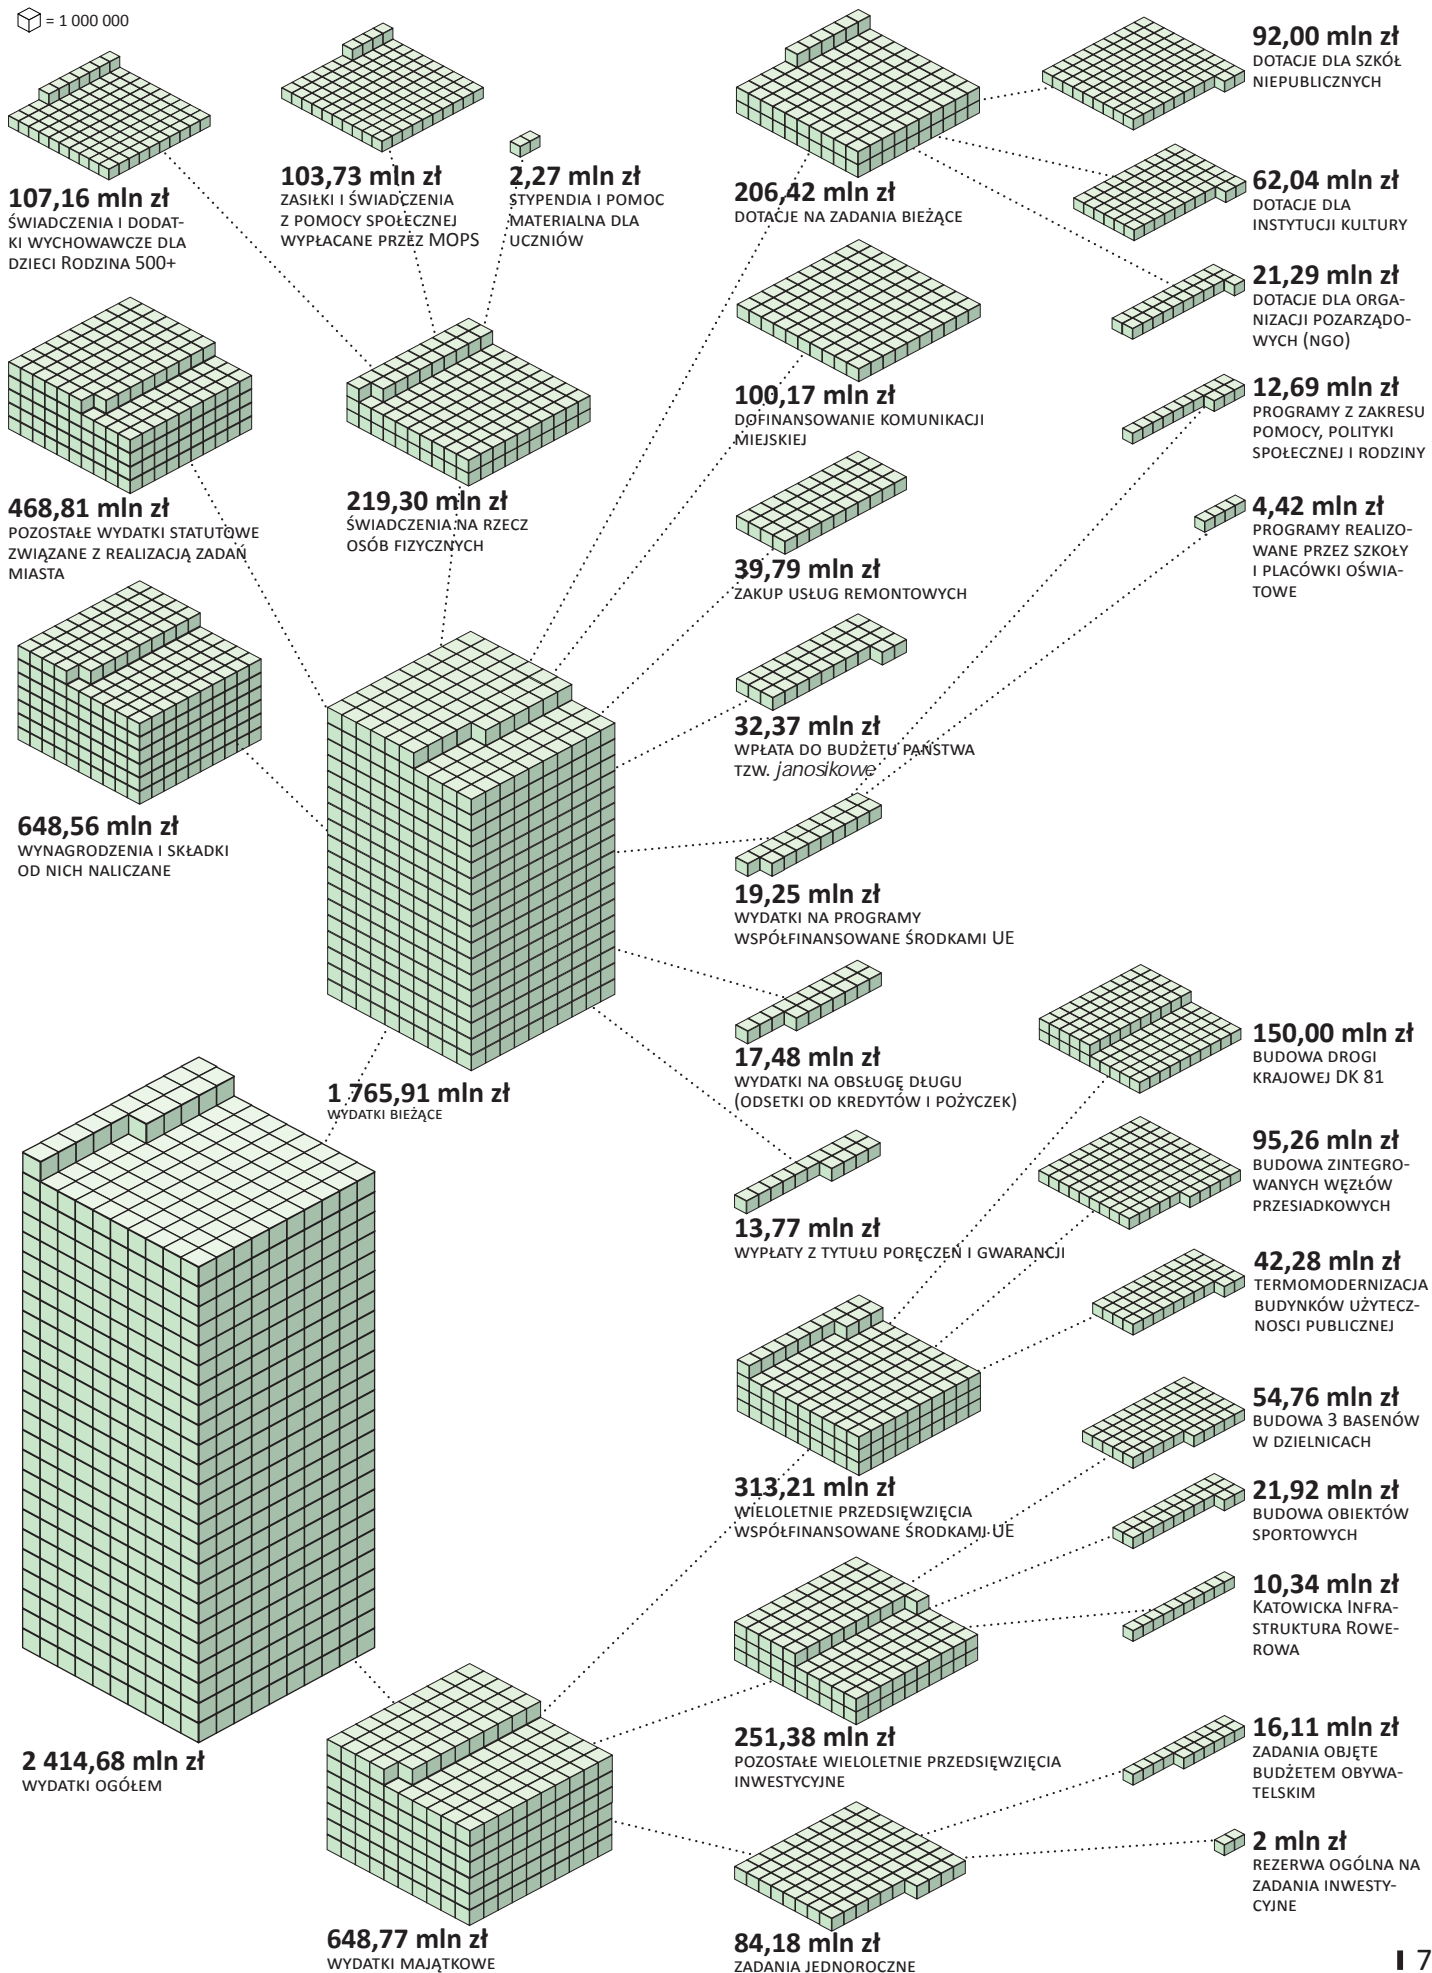 = 1 000 000
107,16 mln zł
ŚWIADCZENIA I DODAT-
KI WYCHOWAWCZE DLA
DZIECI RODZINA 500+
103,73 mln zł
ZASIŁKI I ŚWIADCZENIA
Z POMOCY SPOŁECZNEJ
WYPŁACANE PRZEZ MOPS
2,27 mln zł
STYPENDIA I POMOC
MATERIALNA DLA
UCZNIÓW
206,42 mln zł
DOTACJE NA ZADANIA BIEŻĄCE
92,00 mln zł
DOTACJE DLA SZKÓŁ
NIEPUBLICZNYCH
62,04 mln zł
DOTACJE DLA
INSTYTUCJI KULTURY
21,29 mln zł
DOTACJE DLA ORGA-
NIZACJI POZARZĄDO-
WYCH (NGO)
12,69 mln zł
PROGRAMY Z ZAKRESU
POMOCY, POLITYKI
SPOŁECZNEJ I RODZINY
4,42 mln zł
PROGRAMY REALIZO-
WANE PRZEZ SZKOŁY
I PLACÓWKI OŚWIA-
TOWE
468,81 mln zł
POZOSTAŁE WYDATKI STATUTOWE
ZWIĄZANE Z REALIZACJĄ ZADAŃ
MIASTA
219,30 mln zł
ŚWIADCZENIA NA RZECZ
OSÓB FIZYCZNYCH
100,17 mln zł
DOFINANSOWANIE KOMUNIKACJI
MIEJSKIEJ
39,79 mln zł
ZAKUP USŁUG REMONTOWYCH
32,37 mln zł
WPŁATA DO BUDŻETU PAŃSTWA
TZW. janosikowe
648,56 mln zł
WYNAGRODZENIA I SKŁADKI
OD NICH NALICZANE
19,25 mln zł
WYDATKI NA PROGRAMY
WSPÓŁFINANSOWANE ŚRODKAMI UE
17,48 mln zł
WYDATKI NA OBSŁUGĘ DŁUGU
(ODSETKI OD KREDYTÓW I POŻYCZEK)
1 765,91 mln zł
WYDATKI BIEŻĄCE
13,77 mln zł
WYPŁATY Z TYTUŁU PORĘCZEŃ I GWARANCJI
150,00 mln zł
BUDOWA DROGI
KRAJOWEJ DK 81
95,26 mln zł
BUDOWA ZINTEGRO-
WANYCH WĘZŁÓW
PRZESIADKOWYCH
42,28 mln zł
TERMOMODERNIZACJA
BUDYNKÓW UŻYTECZ-
NOSCI PUBLICZNEJ
54,76 mln zł
BUDOWA 3 BASENÓW
W DZIELNICACH
313,21 mln zł
WIELOLETNIE PRZEDSIĘWZIĘCIA
WSPÓŁFINANSOWANE ŚRODKAMI UE
21,92 mln zł
BUDOWA OBIEKTÓW
SPORTOWYCH
10,34 mln zł
KATOWICKA INFRA-
STRUKTURA ROWE-
ROWA
2 414,68 mln zł
WYDATKI OGÓŁEM
251,38 mln zł
POZOSTAŁE WIELOLETNIE PRZEDSIĘWZIĘCIA
INWESTYCYJNE
16,11 mln zł
ZADANIA OBJĘTE
BUDŻETEM OBYWA-
TELSKIM
2 mln zł
REZERWA OGÓLNA NA
ZADANIA INWESTY-
CYJNE
648,77 mln zł
WYDATKI MAJĄTKOWE
84,18 mln zł
ZADANIA JEDNOROCZNE
7